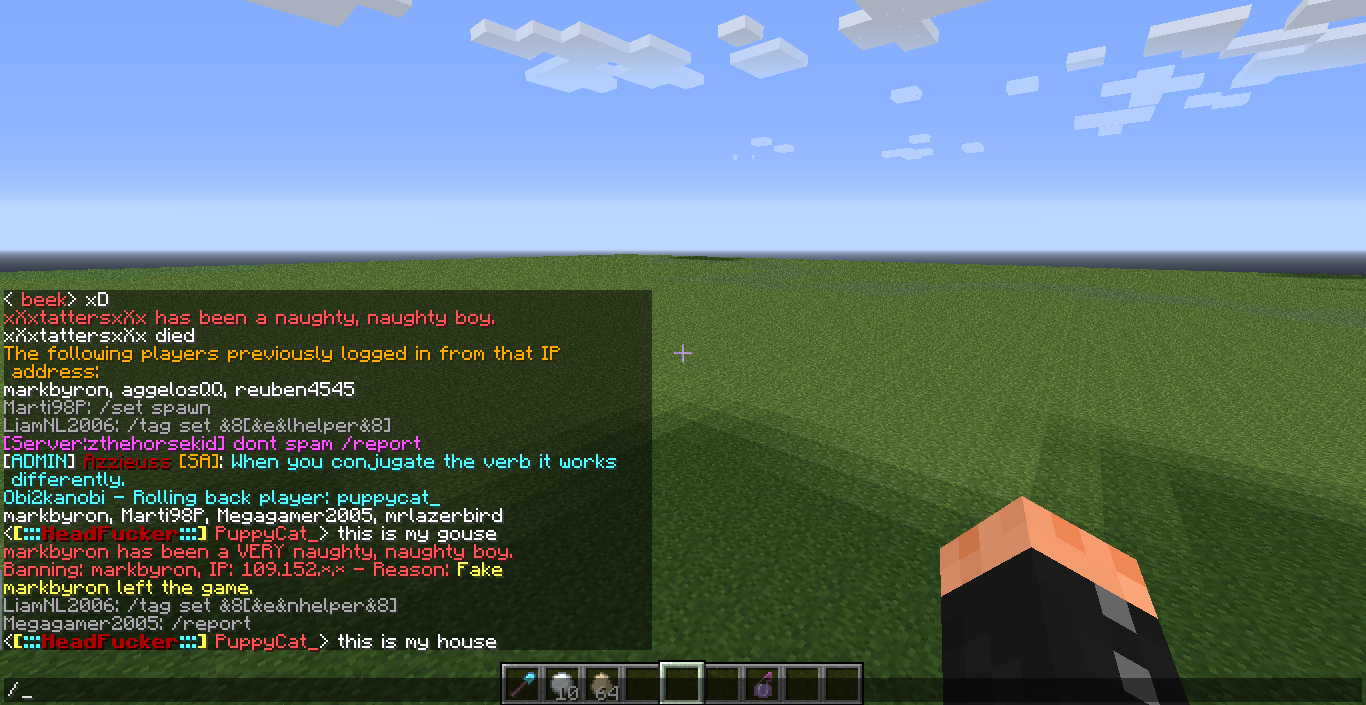 < beek> xD
xXxtattersxXx has been a naughty, naughty boy.
xXxtattersxXx died
The following players previously logged in from that IP
address:
markbyron, aggelosQQ, reuben4545
Marti98P: /set spawn
LiamNL2006: /tag set &8[&e&lhelper&8]
[Server:zthehorsekid] dont spam /report
[ADMIN] Azzieuss [SA]: When you conjugate the verb it works
differently.
Obi2kanobi - Rolling back player: puppycat_
markbyron, Marti98P, Megagamer2005, mrlazerbird
<[:::HeadFucker:::] PuppyCat_> this is my gouse
markbyron has been a VERY naughty, naughty boy.
Banning: markbyron, IP: 109.152.*.* - Reason: Fake
markbyron left the game.
LiamNL2006: /tag set &8[&e&nhelper&8]
Megagamer2005: /report
<[:::HeadFucker:::] PuppyCat_> this is my house
10 64
/_